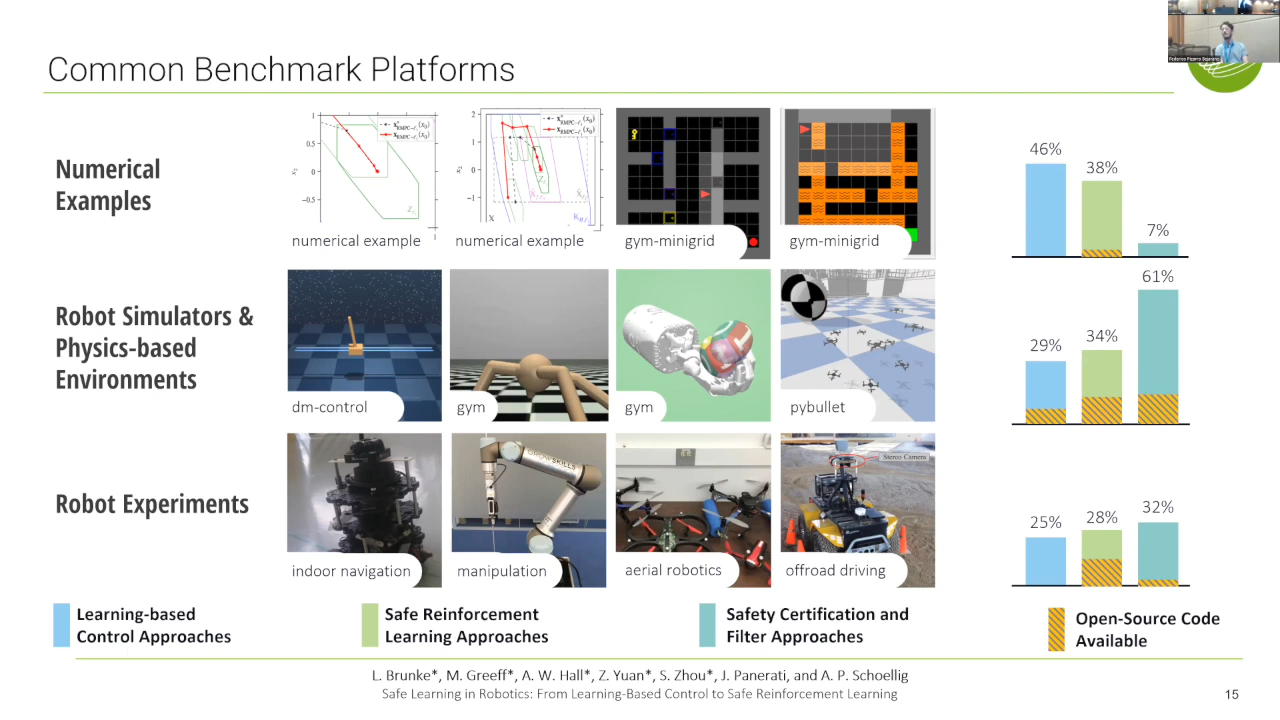 Common Benchmark Platforms
Federico Pizarro Bejarano
Numerical
Examples
numerical example
numerical example
gym-minigrid
gym-minigrid
46%
38%
7%
Robot Simulators &
Physics-based
Environments
dm-control
gym
gym
pybullet
29%
34%
61%
Robot Experiments
GROWSKILLS
Stereo Camera
indoor navigation
manipulation
aerial robotics
offroad driving
25%
28%
32%
Learning-based
Control Approaches
Safe Reinforcement
Learning Approaches
Safety Certification and
Filter Approaches
Open-Source Code
Available
L. Brunke*, M. Greeff*, A. W. Hall*, Z. Yuan*, S. Zhou*, J. Panerati, and A. P. Schoellig
Safe Learning in Robotics: From Learning-Based Control to Safe Reinforcement Learning
15